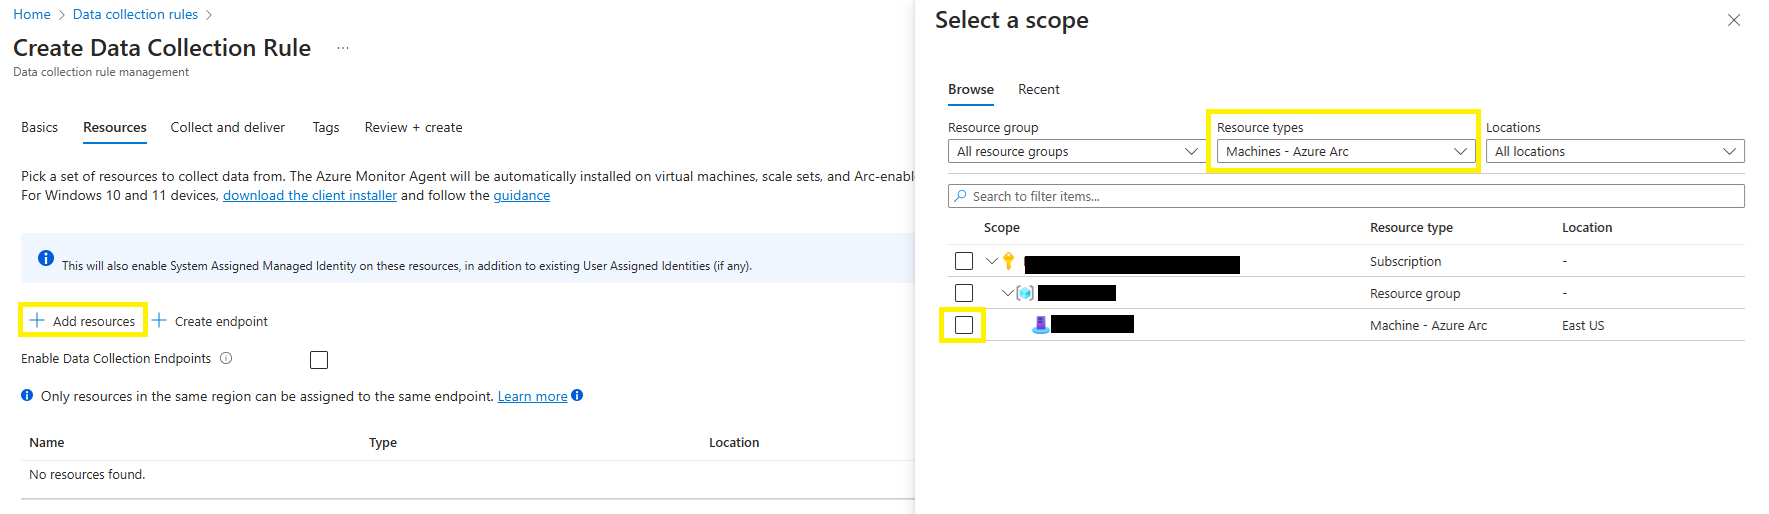 Home > Data collection rules >
Create Data Collection Rule ...
Data collection rule management
Basics Resources Collect and deliver Tags Review + create
Pick a set of resources to collect data from. The Azure Monitor Agent will be automatically installed on virtual machines, scale sets, and Arc-enabl
For Windows 10 and 11 devices, download the client installer and follow the guidance
This will also enable System Assigned Managed Identity on these resources, in addition to existing User Assigned Identities (if any).
+ Add resources + Create endpoint
Enable Data Collection Endpoints
Only resources in the same region can be assigned to the same endpoint. Learn more
Name Type Location
No resources found.
Select a scope
Browse Recent
Resource group Resource types Locations
All resource groups Machines - Azure Arc All locations
Search to filter items...
Scope Resource type Location
Subscription -
Resource group -
Machine - Azure Arc East US